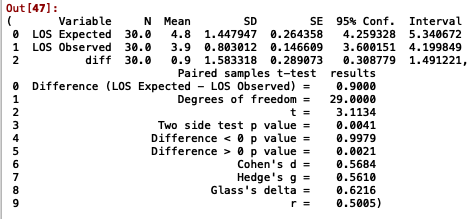 Out[47]:
(      Variable     N  Mean        SD        SE  95% Conf.  Interval
0  LOS Expected  30.0   4.8  1.447947  0.264358   4.259328  5.340672
1  LOS Observed  30.0   3.9  0.803012  0.146609   3.600151  4.199849
2          diff  30.0   0.9  1.583318  0.289073   0.308779  1.491221,
                    Paired samples t-test  results
0  Difference (LOS Expected - LOS Observed) =   0.9000
1                      Degrees of freedom =  29.0000
2                                       t =   3.1134
3                   Two side test p value =   0.0041
4                  Difference < 0 p value =   0.9979
5                  Difference > 0 p value =   0.0021
6                               Cohen's d =   0.5684
7                               Hedge's g =   0.5610
8                           Glass's delta =   0.6216
9                                       r =   0.5005)